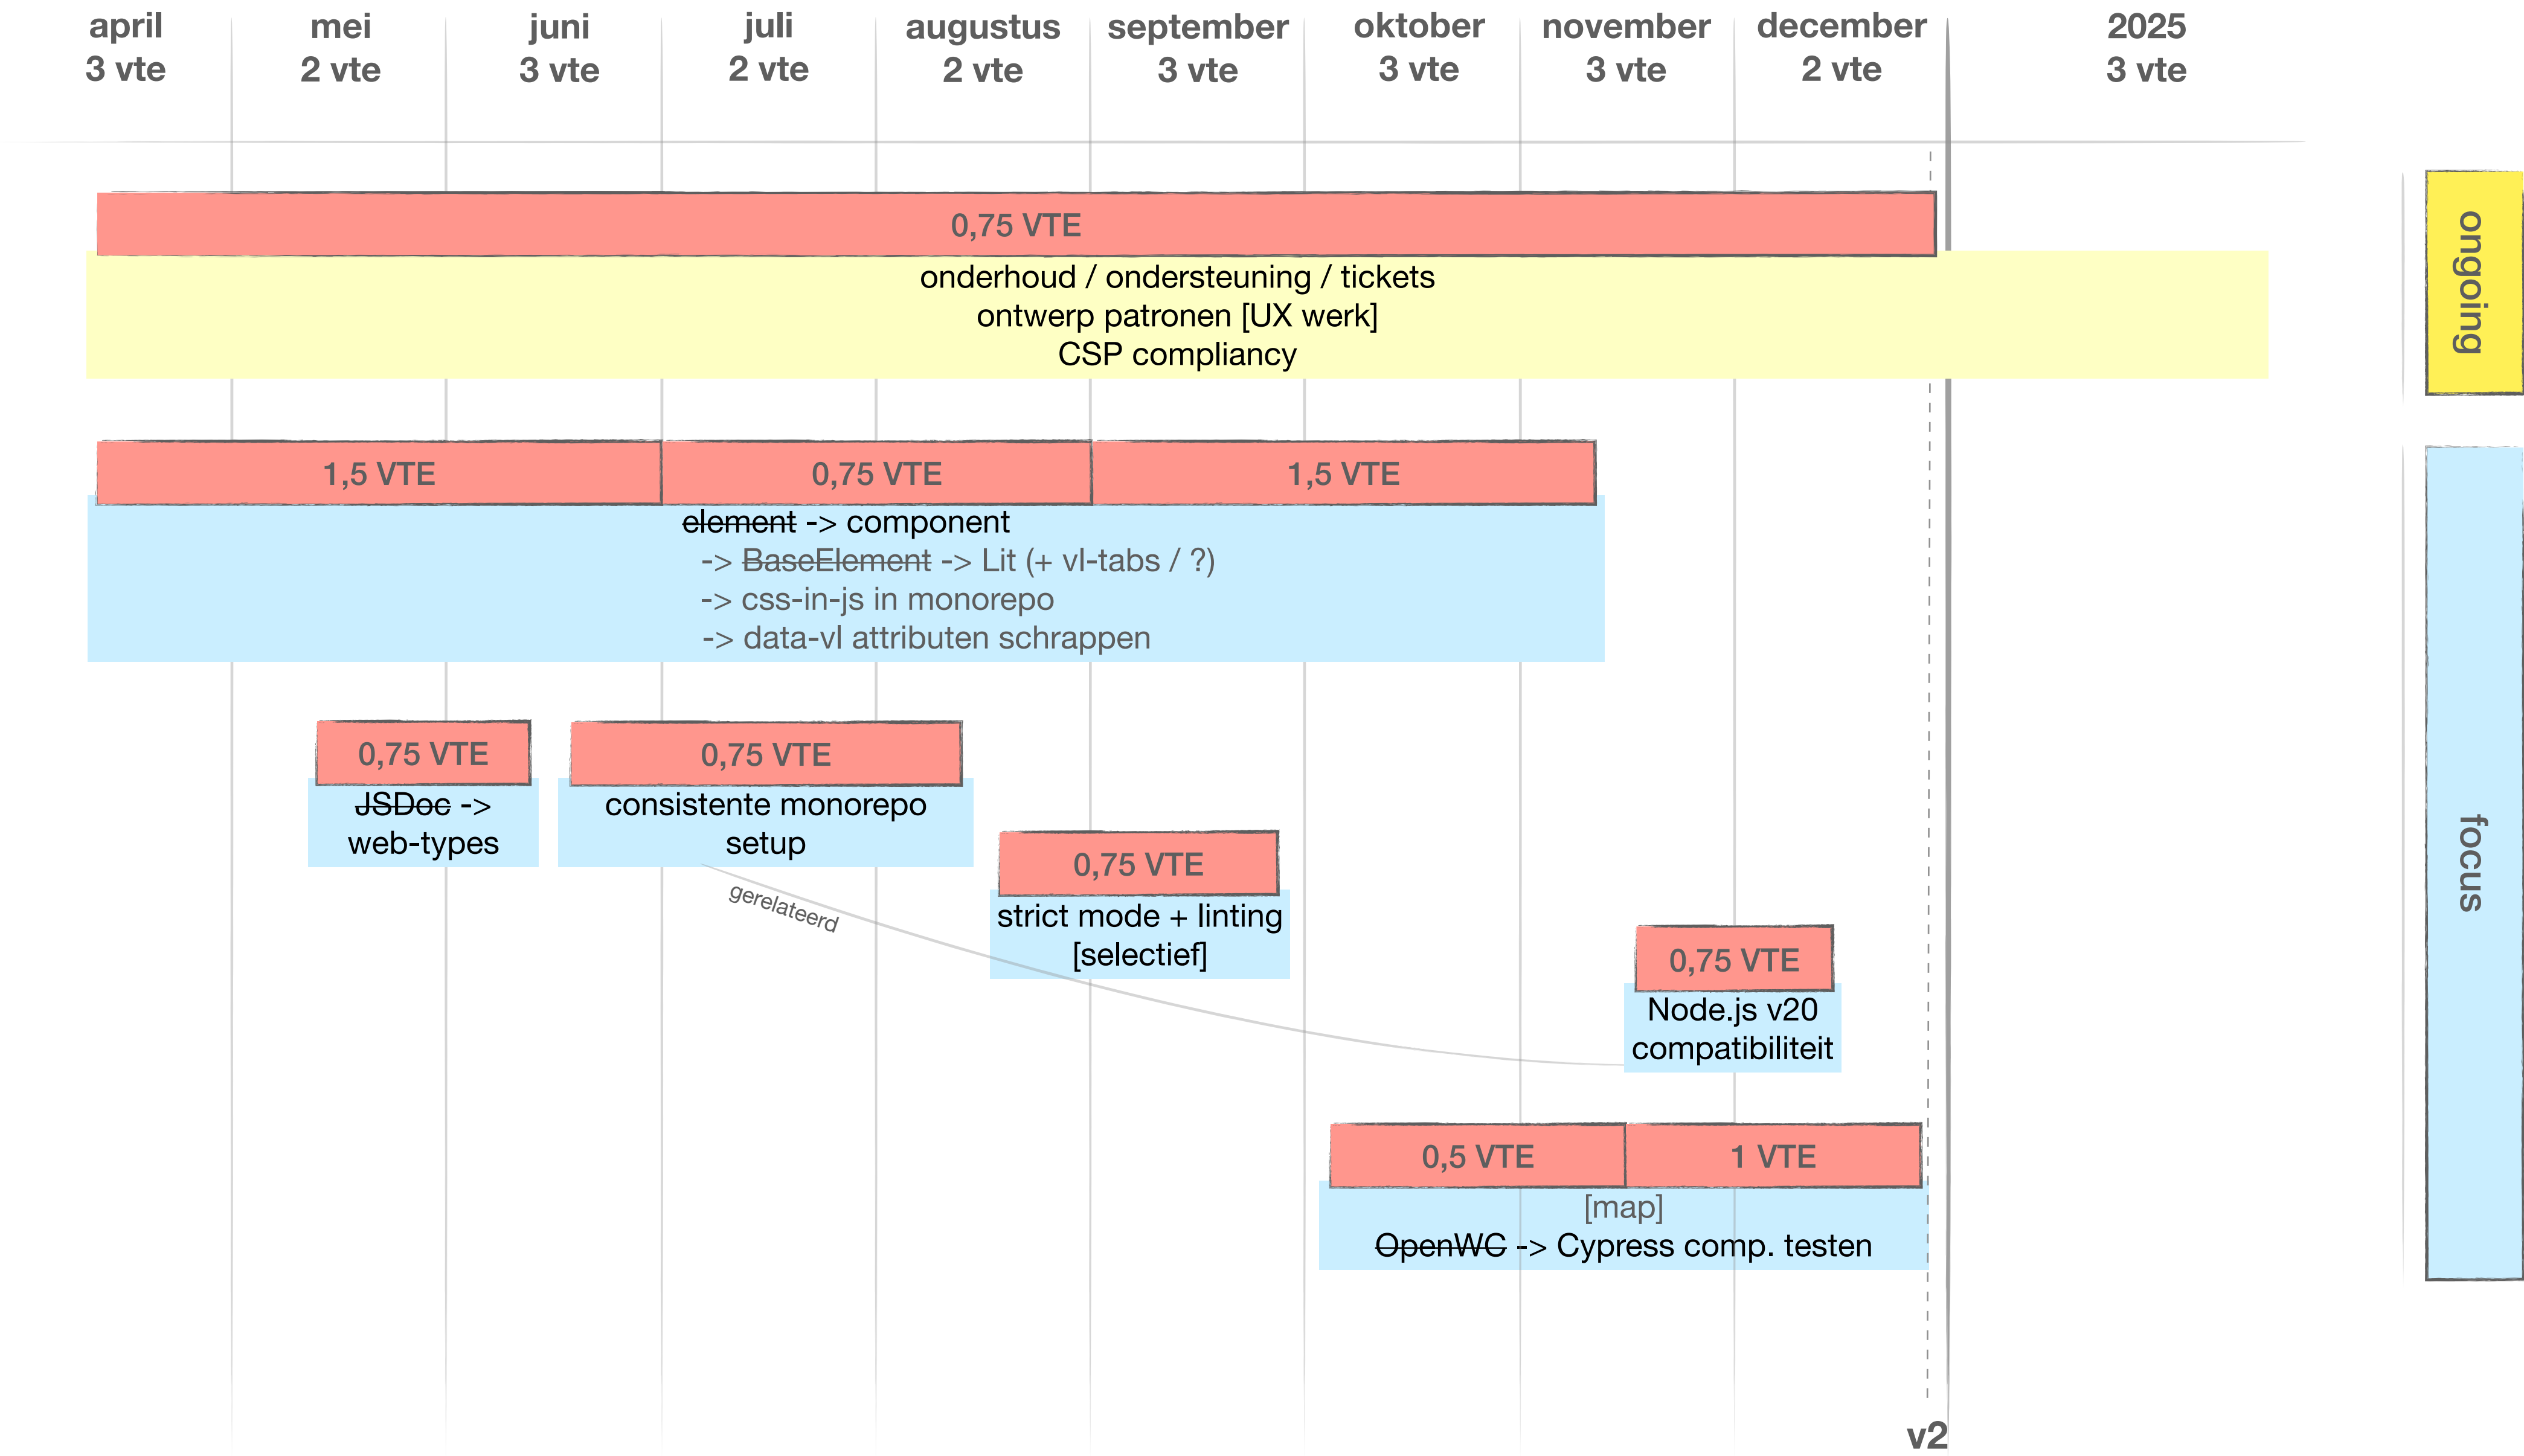 april mei juni juli augustus september oktober november december 2025
3 vte 2 vte 3 vte 2 vte 2 vte 3 vte 3 vte 3 vte 2 vte 3 vte
0,75 VTE
onderhoud / ondersteuning / tickets
ontwerp patronen [UX werk]
CSP compliancy
ongoing
1,5 VTE 0,75 VTE 1,5 VTE
element -> component
-> BaseElement -> Lit (+ vl-tabs / ?)
-> css-in-js in monorepo
-> data-vl attributen schrappen
0,75 VTE
JSDoc ->
web-types
0,75 VTE
consistente monorepo
setup
gerelateerd
0,75 VTE
strict mode + linting
[selectief]
0,75 VTE
Node.js v20
compatibiliteit
0,5 VTE 1 VTE
[map]
OpenWC -> Cypress comp. testen
focus
v2